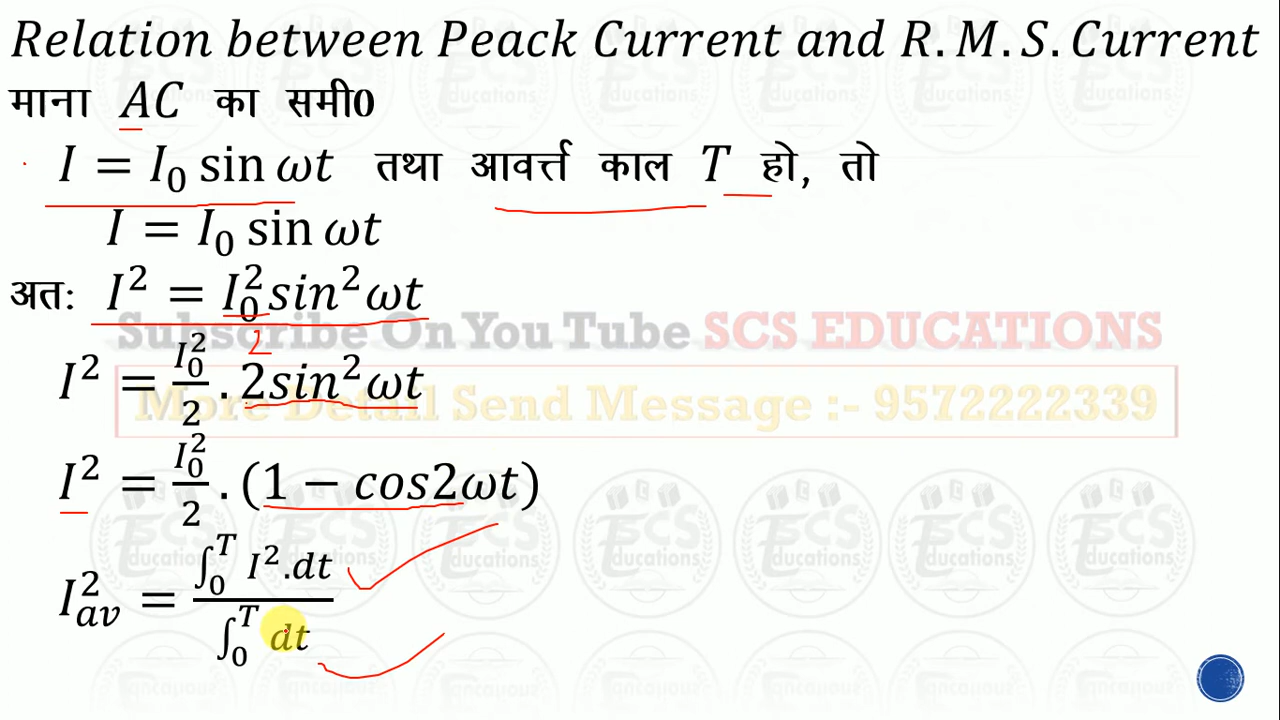 Relation between Peack Current and R.M.S.Current
माना AC का समी0
I = I₀ sin ωt तथा आवर्त्त काल T हो, तो
I = I₀ sin ωt
अतः I² = I₀² sin² ωt
Subscribe On You Tube SCS EDUCATIONS
2
I² = I₀²/2 . 2sin² ωt
More Detail Send Message :- 9572222339
I² = I₀²/2 . (1 − cos2ωt)
I²av = ∫₀ᵀ I².dt / ∫₀ᵀ dt